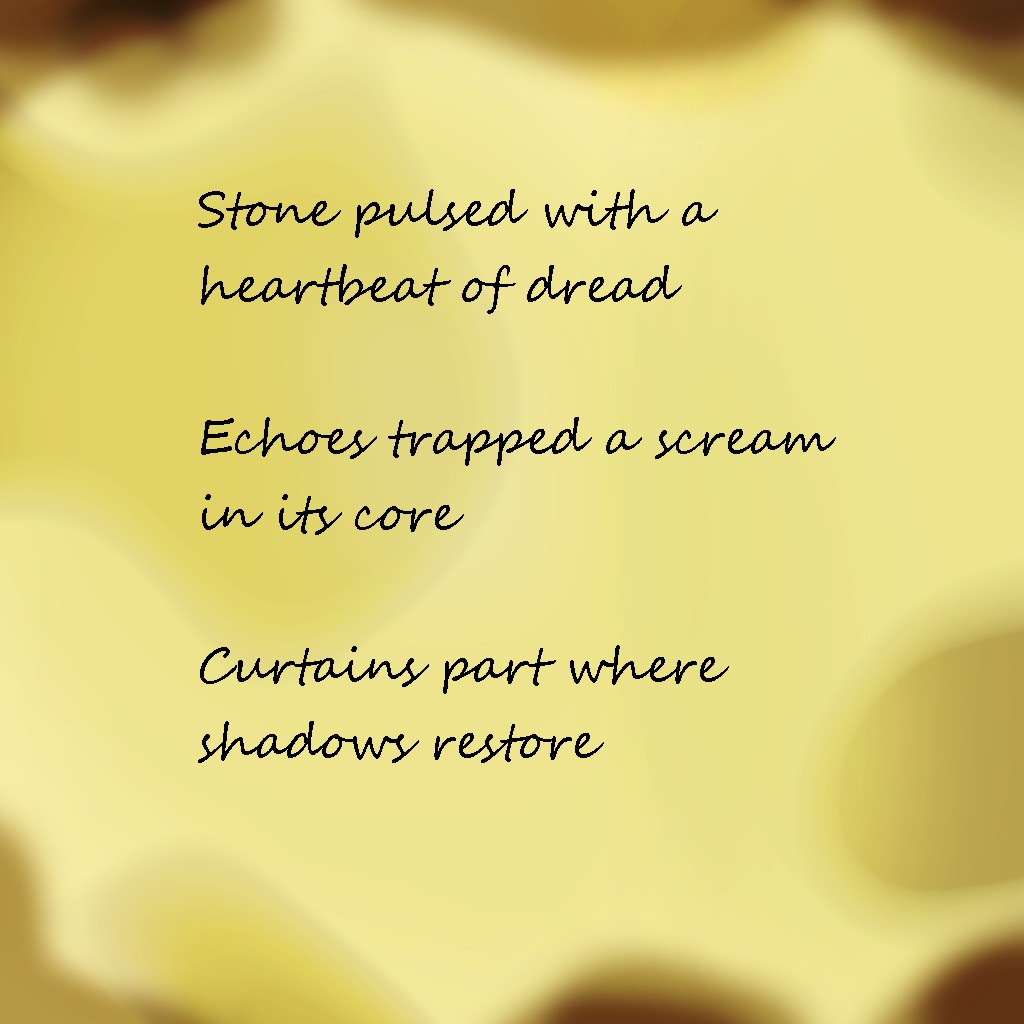 Stone pulsed with a
heartbeat of dread
Echoes trapped a scream
in its core
Curtains part where
shadows restore